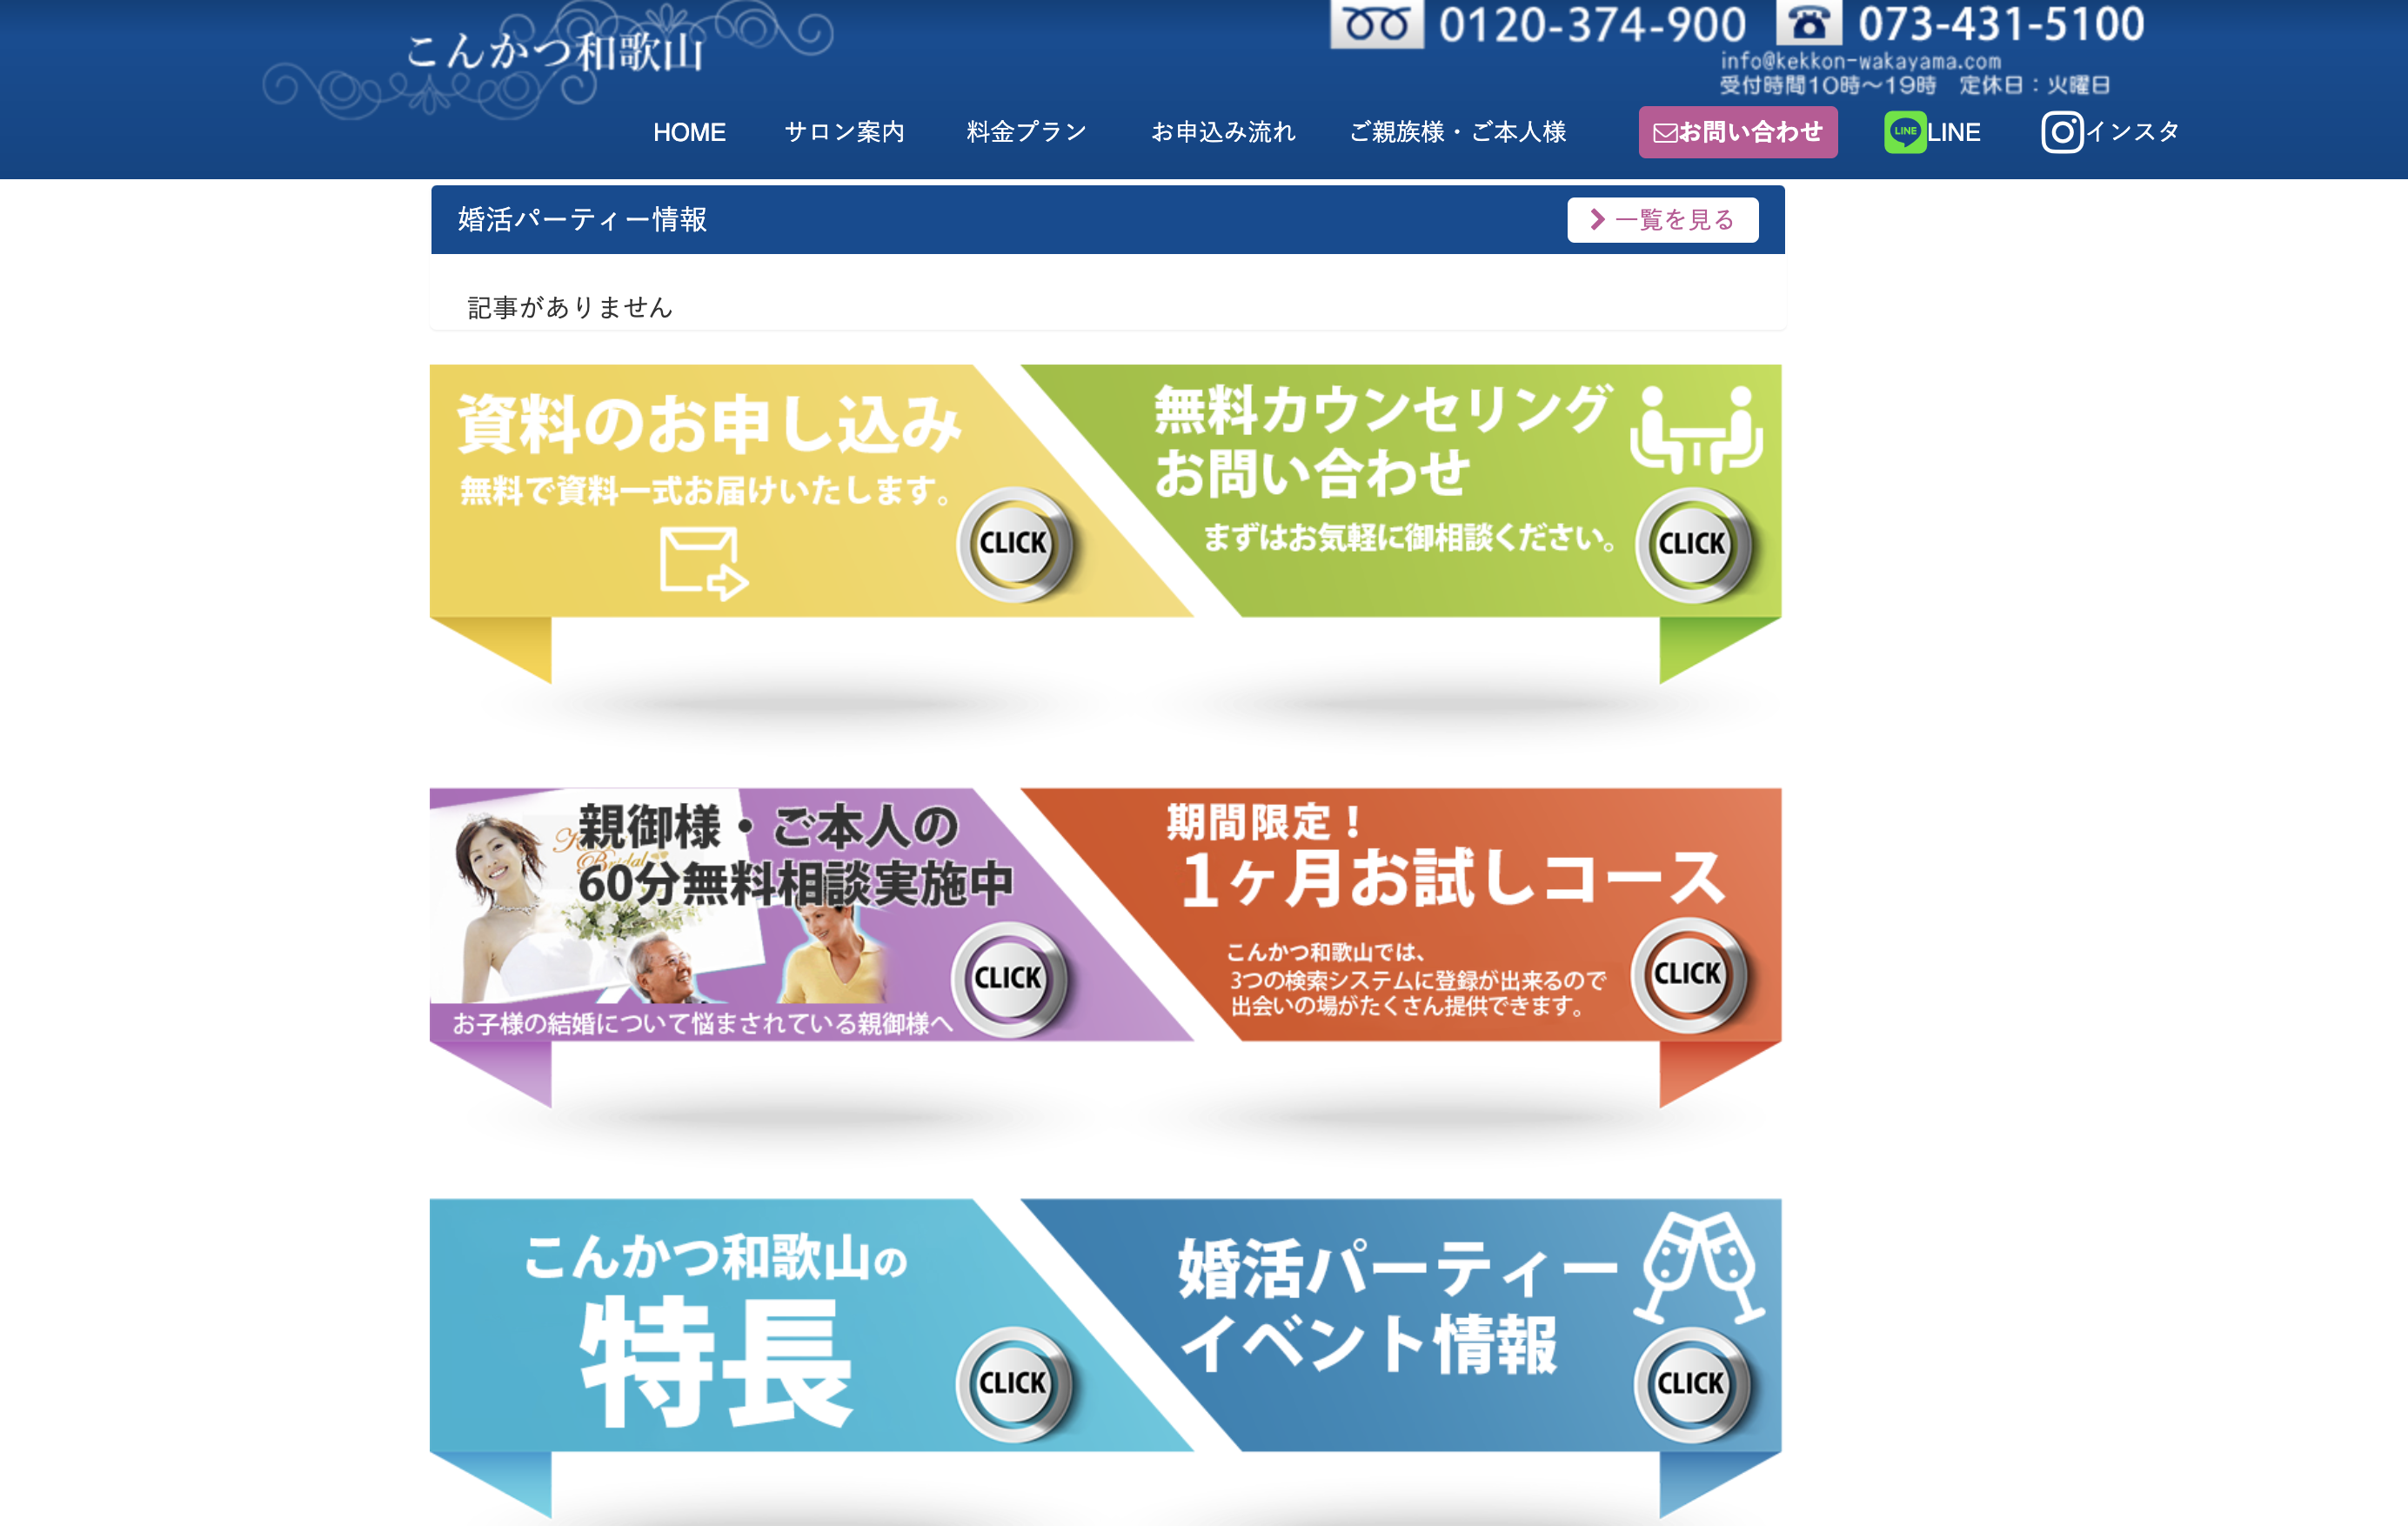 こんかつ和歌山
0120-374-900 073-431-5100
info@kekkon-wakayama.com
受付時間10時～19時 定休日：火曜日
HOME サロン案内 料金プラン お申込み流れ ご親族様・ご本人様 お問い合わせ LINE LINE インスタ
婚活パーティー情報 一覧を見る
記事がありません
資料のお申し込み
無料で資料一式お届けいたします。
CLICK
無料カウンセリング
お問い合わせ
まずはお気軽に御相談ください。
CLICK
親御様・ご本人の
Bridal
60分無料相談実施中
CLICK
お子様の結婚について悩まされている親御様へ
期間限定！
1ヶ月お試しコース
こんかつ和歌山では、
3つの検索システムに登録が出来るので
出会いの場がたくさん提供できます。
CLICK
こんかつ和歌山の
特長
CLICK
婚活パーティー
イベント情報
CLICK